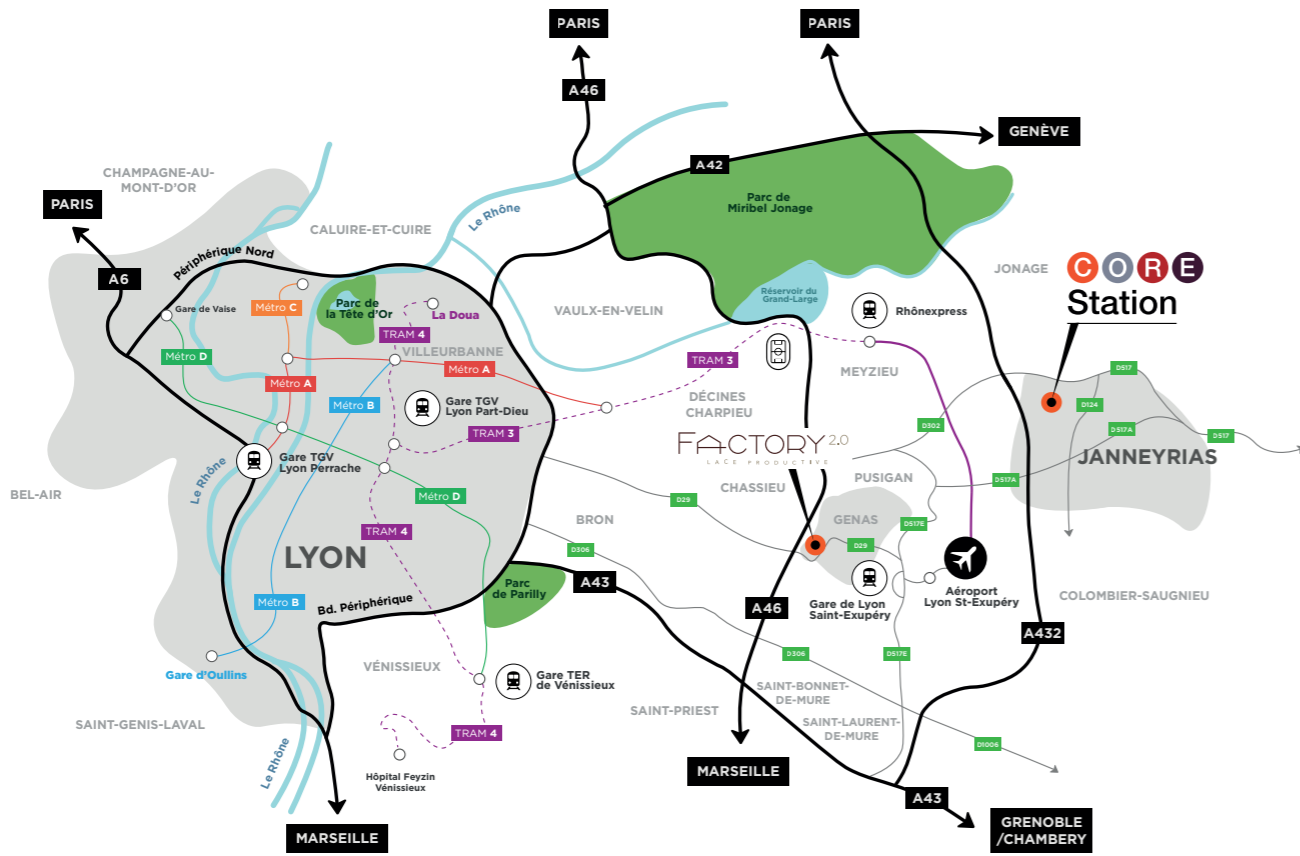 PARIS
PARIS
A46
GENÈVE
A42
CHAMPAGNE-AU-
MONT-D'OR
PARIS
Parc de
Miribel Jonage
Le Rhône
CALUIRE-ET-CUIRE
Périphérique Nord
A6
JONAGE
CORE
Station
Gare de Vaise
Métro C
Parc de
la Tête d'Or
La Doua
VAULX-EN-VELIN
Réservoir du
Grand-Large
Rhônexpress
TRAM 4
VILLEURBANNE
Métro D
Métro A
Métro A
TRAM 3
MEYZIEU
D517
Métro B
Gare TGV
Lyon Part-Dieu
DÉCINES
CHARPIEU
D124
D302
D517A
D517
TRAM 3
FACTORY 2.0
LACE PRODUCTIVE
Gare TGV
Lyon Perrache
JANNEYRIAS
Le Rhône
Métro D
BEL-AIR
CHASSIEU
PUSIGAN
D517A
D29
BRON
GENAS
D517E
TRAM 4
D306
D29
LYON
Parc
de Parilly
A43
Gare de Lyon
Saint-Exupéry
Aéroport
Lyon St-Exupéry
COLOMBIER-SAUGNIEU
Métro B
Bd. Périphérique
A46
A432
D306
D517E
VÉNISSIEUX
Gare d'Oullins
Gare TER
de Vénissieux
SAINT-BONNET-
DE-MURE
SAINT-PRIEST
SAINT-GENIS-LAVAL
SAINT-LAURENT-
DE-MURE
TRAM 4
D1006
Le Rhône
Hôpital Feyzin
Vénissieux
MARSEILLE
A43
MARSEILLE
GRENOBLE
/CHAMBERY